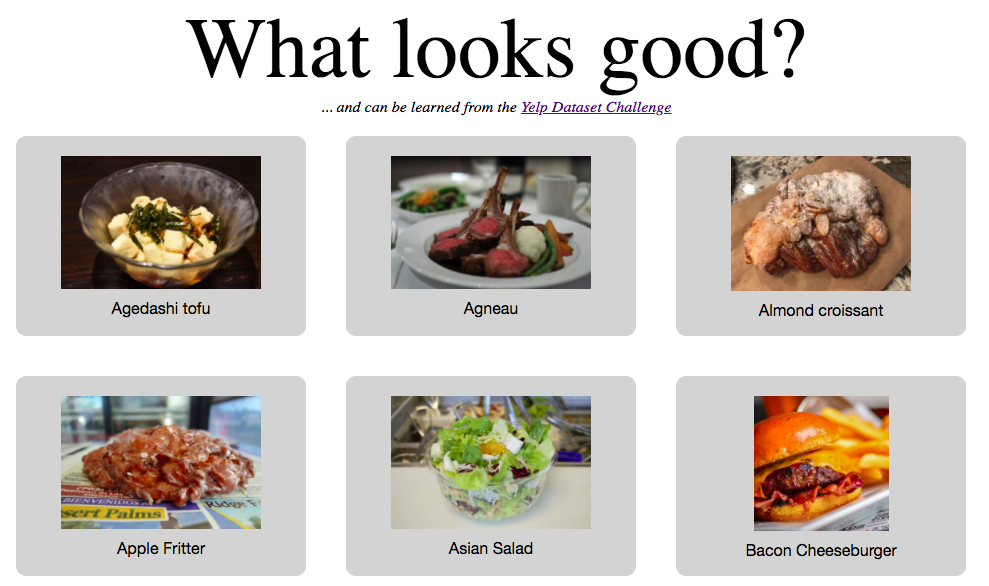 What looks good?
... and can be learned from the Yelp Dataset Challenge
Agedashi tofu
Agneau
Almond croissant
BIENVENIDOS
sert Palms
Ridge
Apple Fritter
Asian Salad
Bacon Cheeseburger